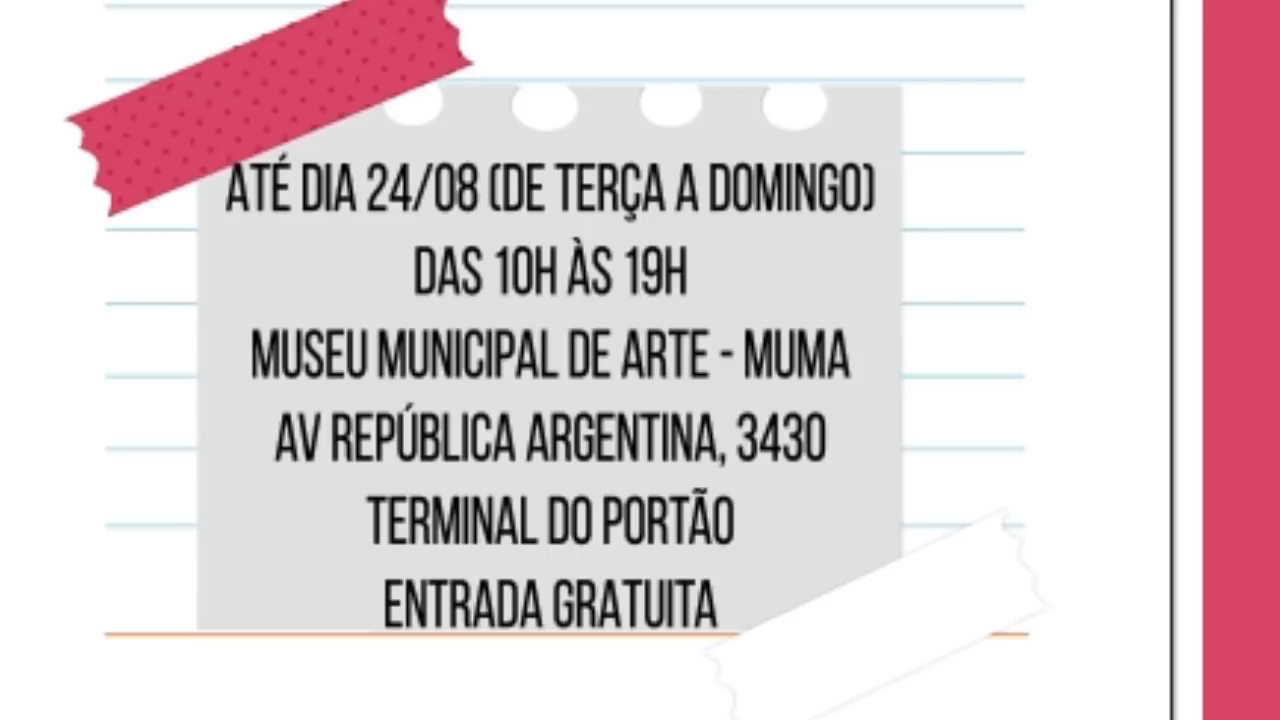 ATÉ DIA 24/08 (DE TERÇA A DOMINGO)
DAS 10H ÀS 19H
MUSEU MUNICIPAL DE ARTE - MUMA
AV REPÚBLICA ARGENTINA, 3430
TERMINAL DO PORTÃO
ENTRADA GRATUITA